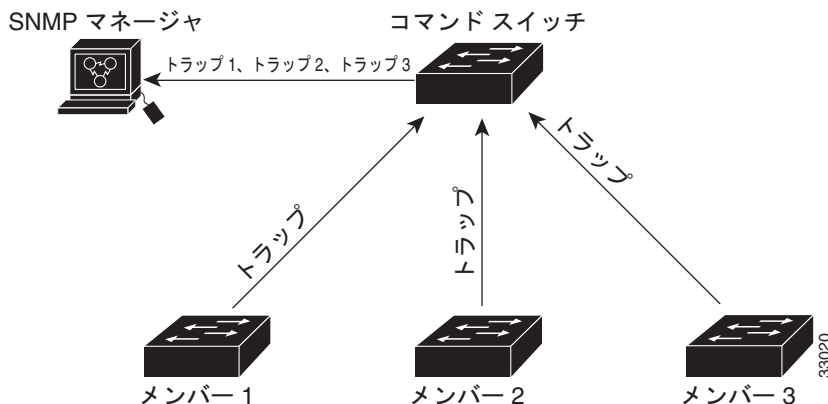 SNMP マネージャ
コマンド スイッチ
トラップ 1、トラップ 2、トラップ 3
トラップ
トラップ
トラップ
メンバー 1
メンバー 2
メンバー 3
33020